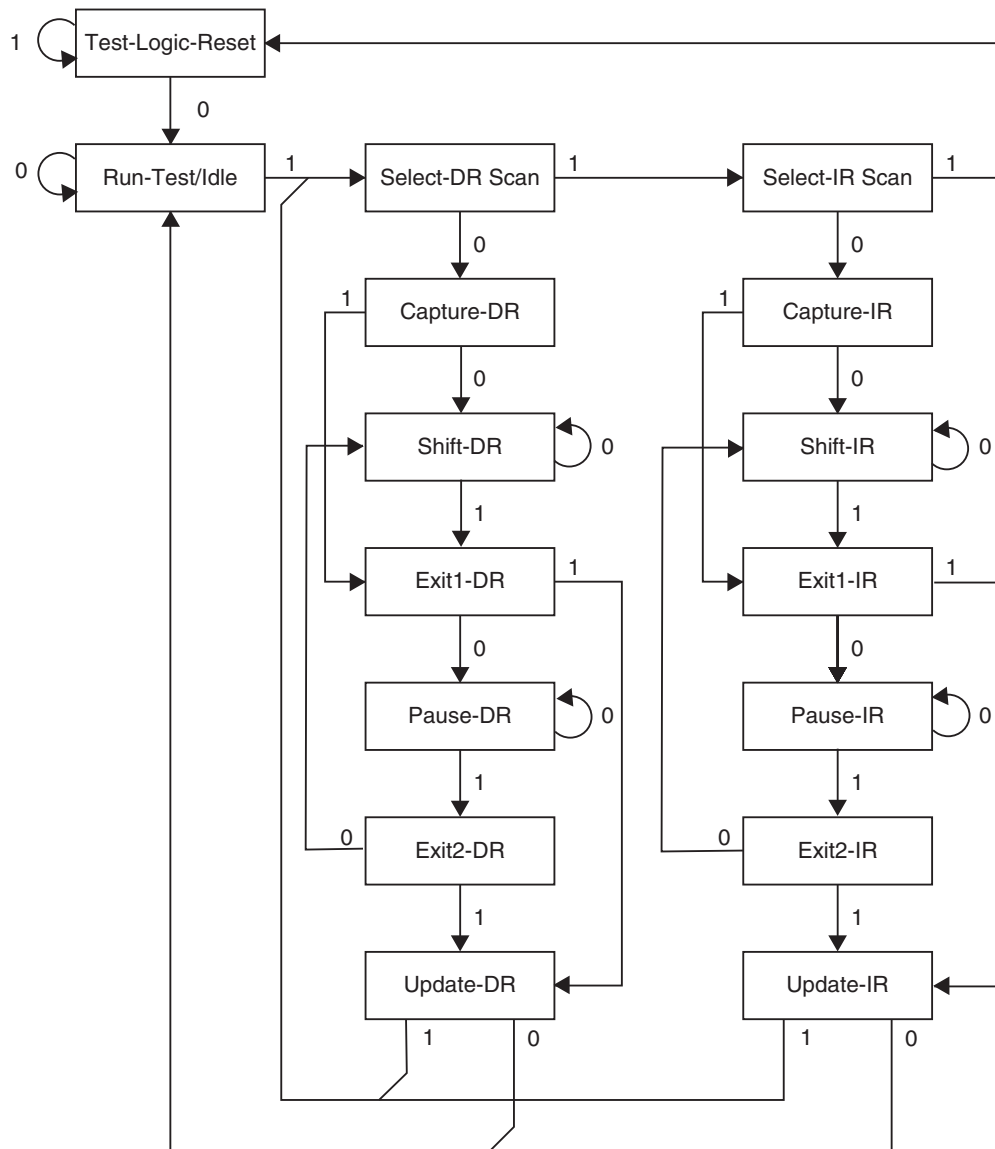 1
Test-Logic-Reset
0
0
Run-Test/Idle
1
Select-DR Scan
1
Select-IR Scan
1
0
0
1
Capture-DR
1
Capture-IR
0
0
Shift-DR
0
Shift-IR
0
1
1
Exit1-DR
1
Exit1-IR
1
0
0
Pause-DR
0
Pause-IR
0
1
1
0
Exit2-DR
0
Exit2-IR
1
1
Update-DR
Update-IR
1
0
1
0